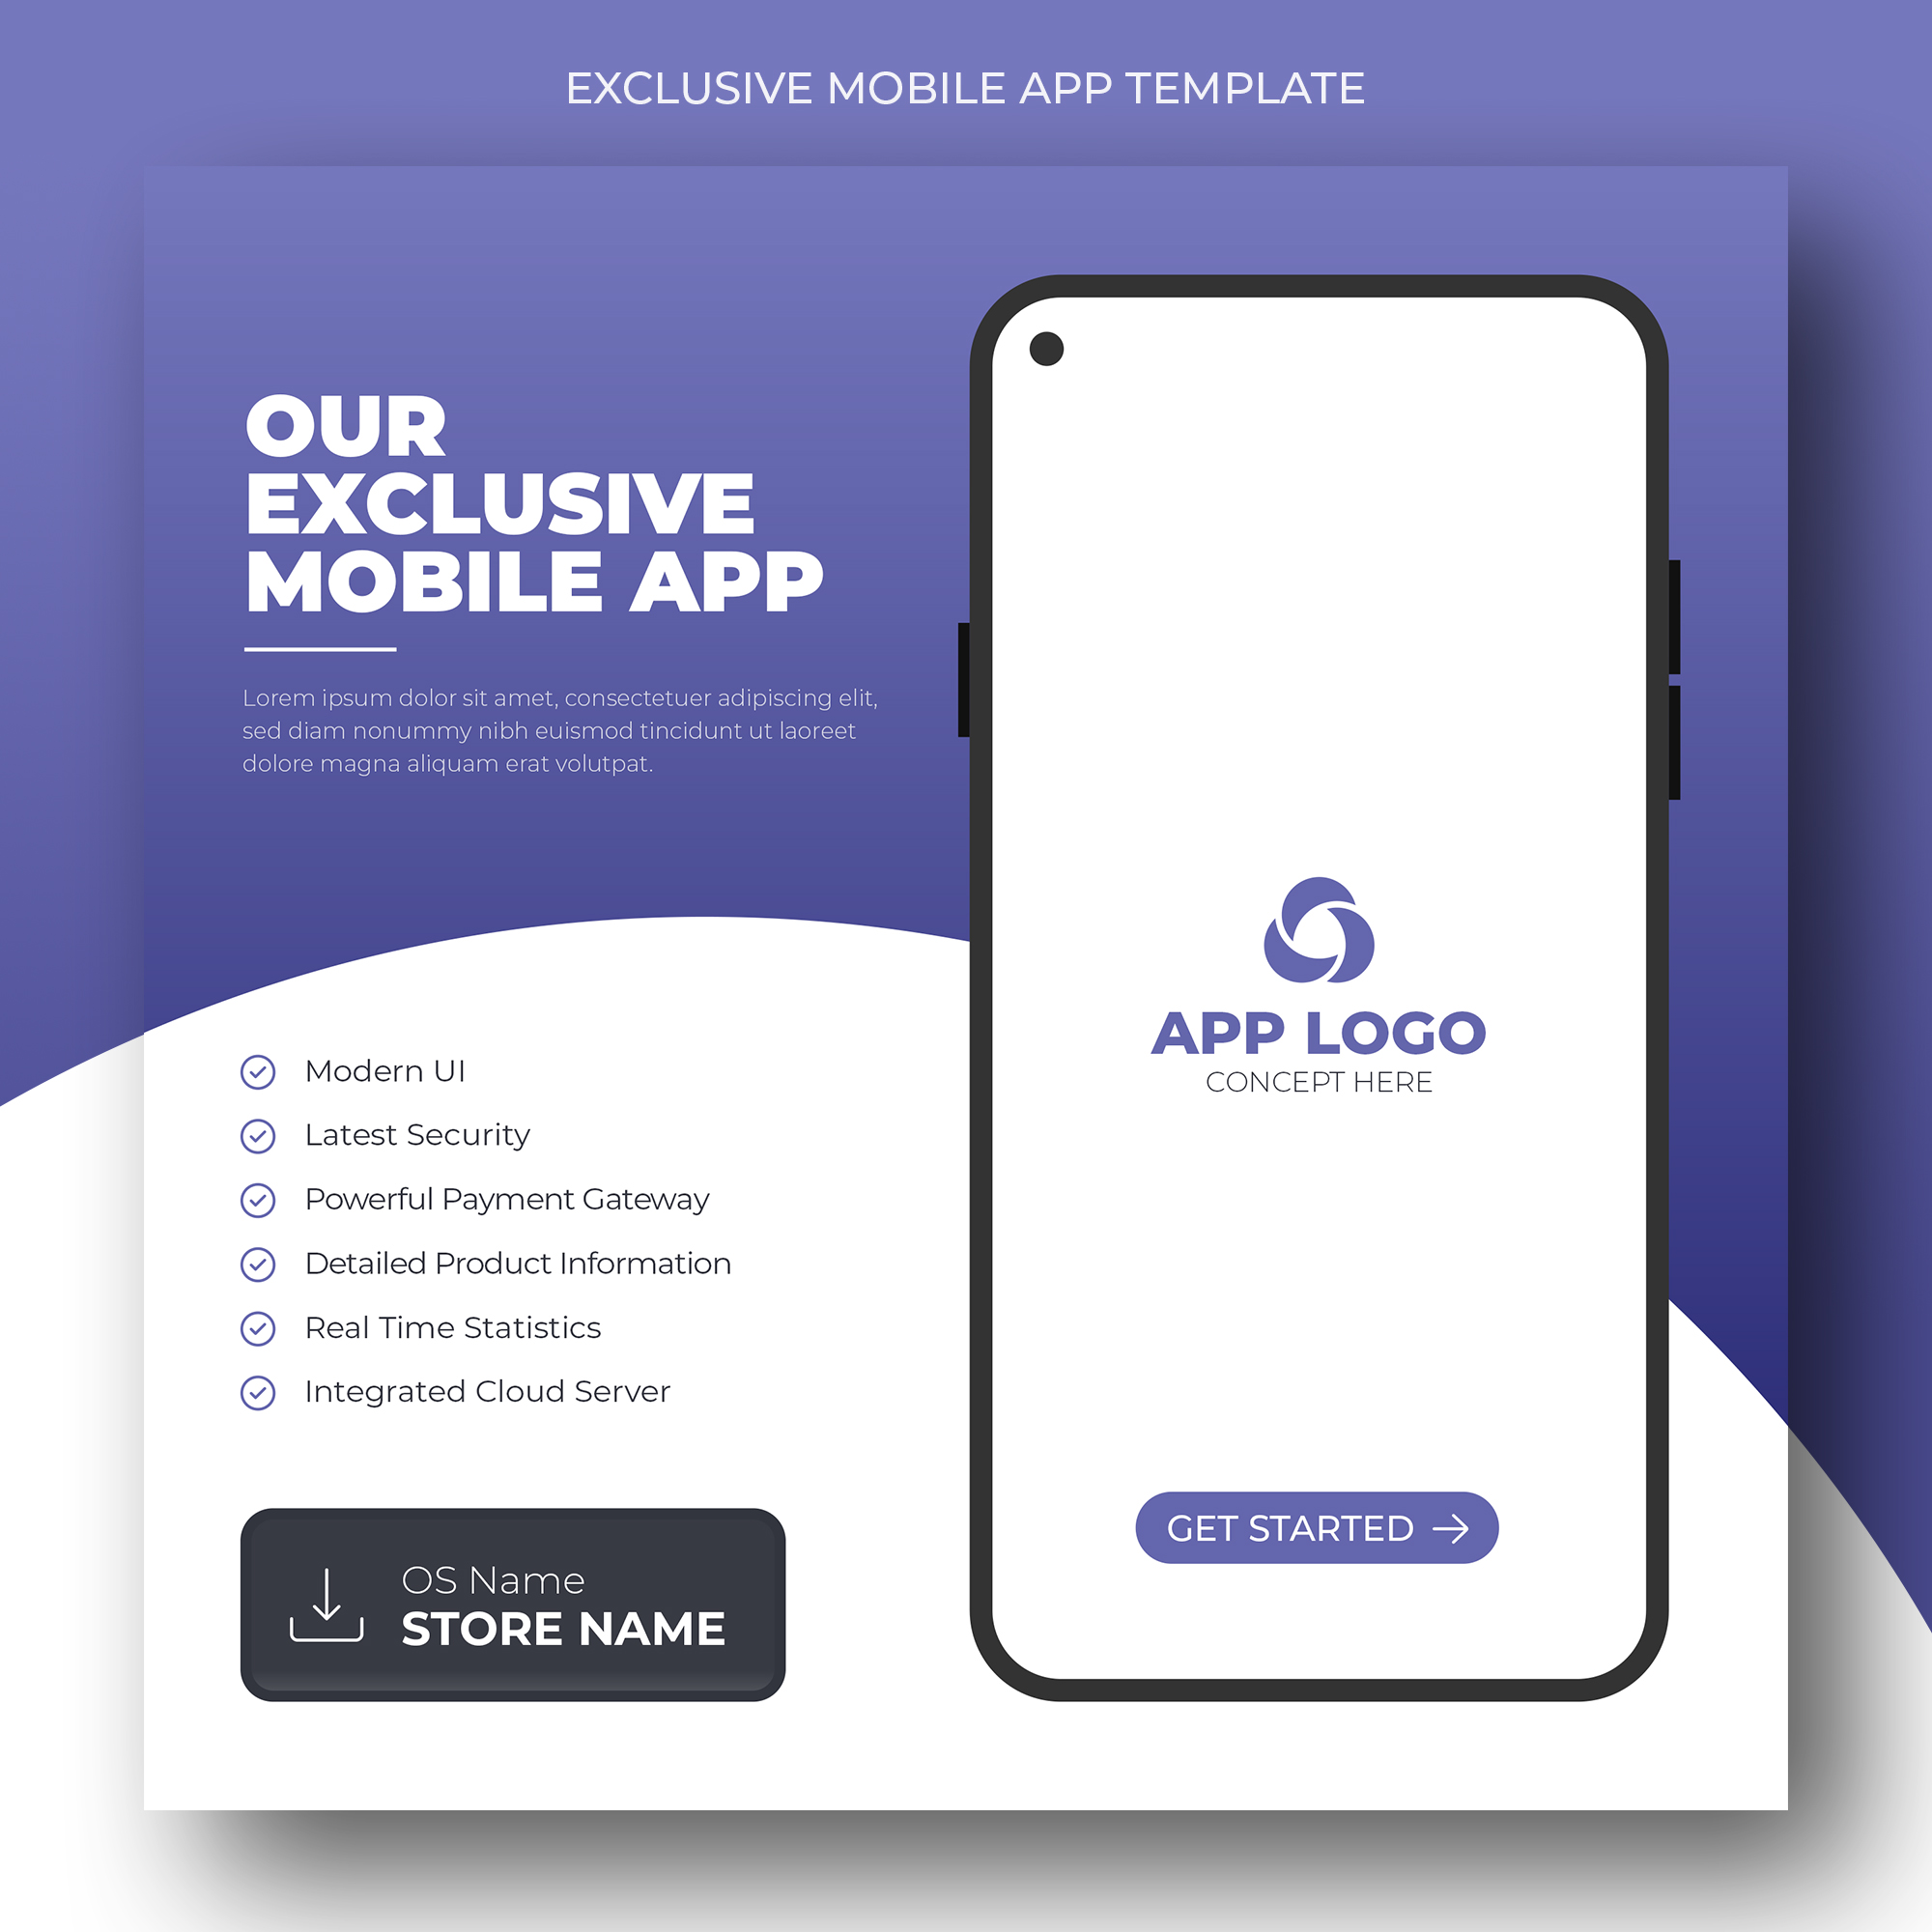 EXCLUSIVE MOBILE APP TEMPLATE
OUR
EXCLUSIVE
MOBILE APP
Lorem ipsum dolor sit amet, consectetuer adipiscing elit,
sed diam nonummy nibh euismod tincidunt ut laoreet
dolore magna aliquam erat volutpat.
Modern UI
Latest Security
Powerful Payment Gateway
Detailed Product Information
Real Time Statistics
Integrated Cloud Server
OS Name
STORE NAME
APP LOGO
CONCEPT HERE
GET STARTED